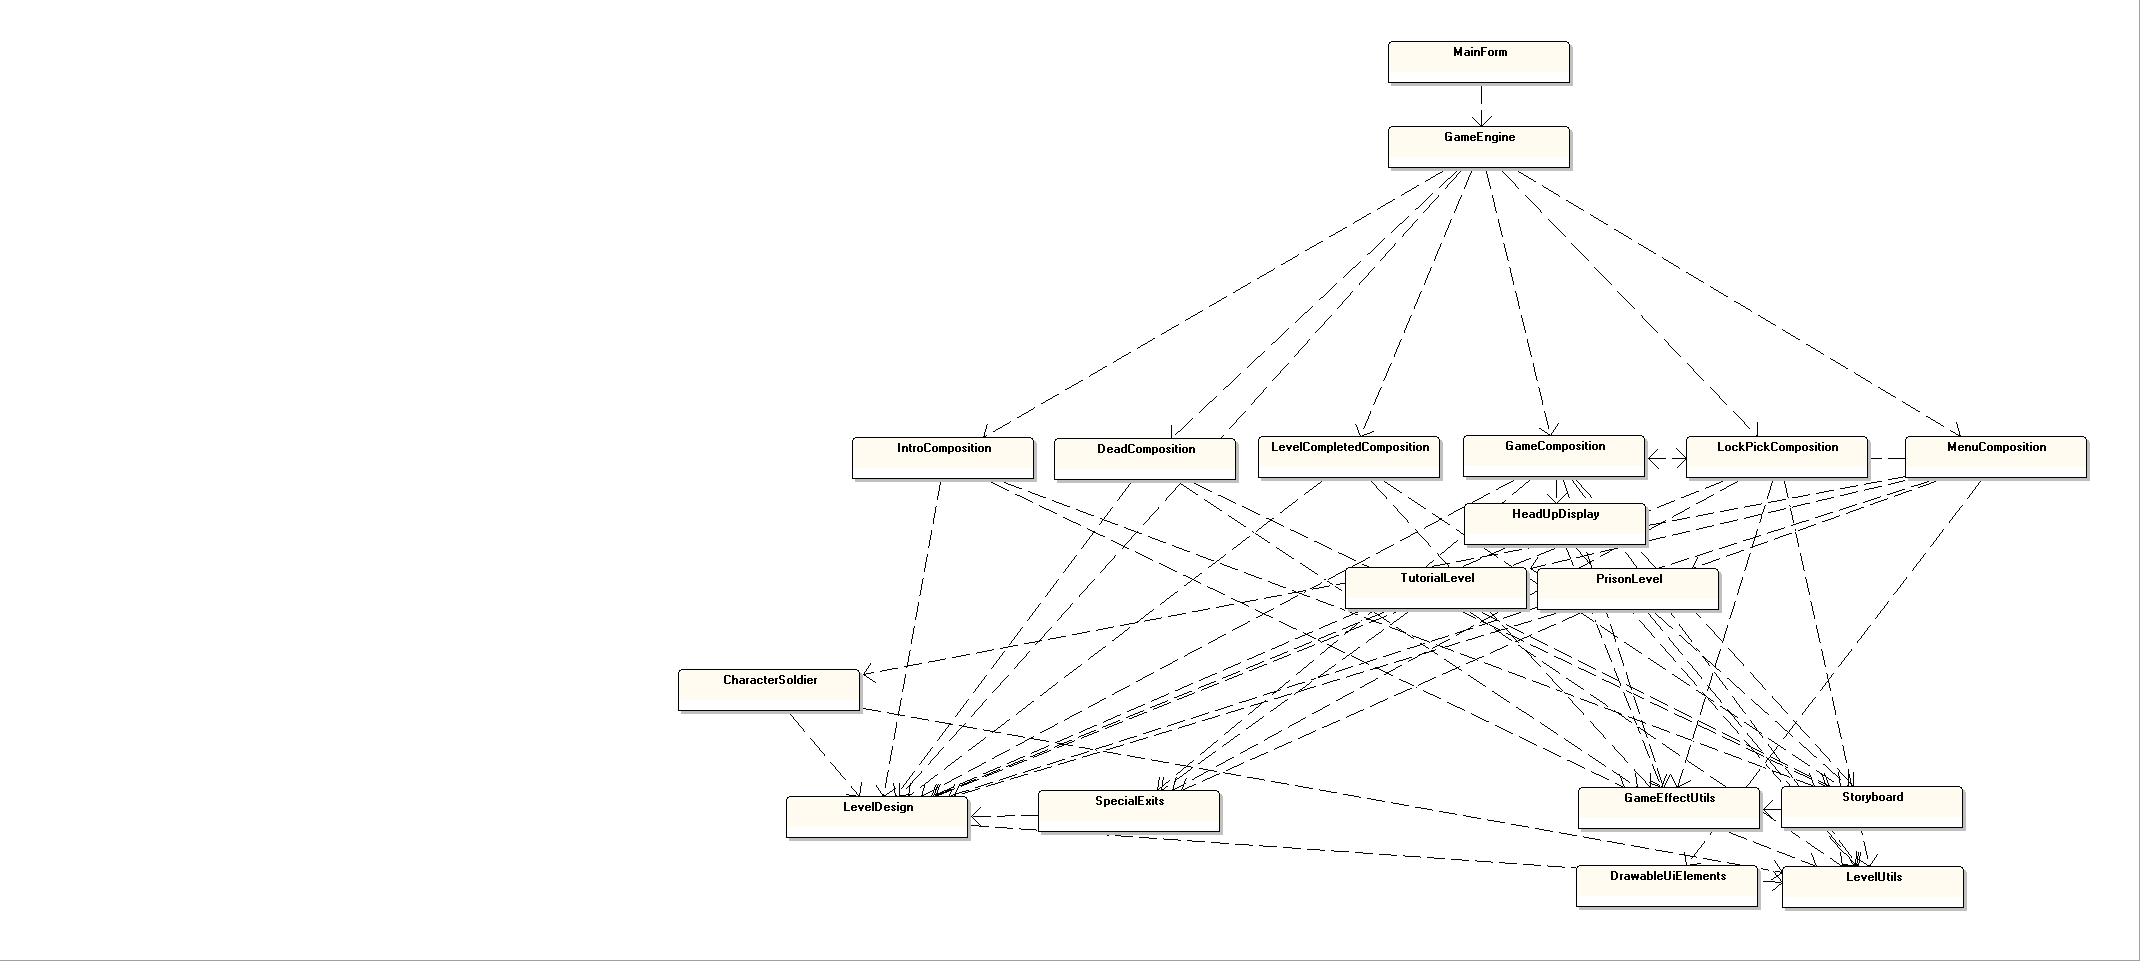 MainForm
GameEngine
IntroComposition
DeadComposition
LevelCompletedComposition
GameComposition
LockPickComposition
MenuComposition
HeadUpDisplay
TutorialLevel
PrisonLevel
CharacterSoldier
LevelDesign
SpecialExits
GameEffectUtils
Storyboard
DrawableUiElements
LevelUtils